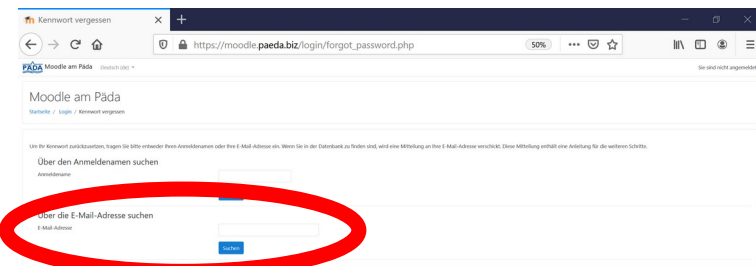 Kennwort vergessen
https://moodle.paeda.biz/login/forgot_password.php
50%
PÄDA Moodle am Päda Deutsch (de)
Sie sind nicht angemeldet
Moodle am Päda
Startseite / Login / Kennwort vergessen
Um Ihr Kennwort zurückzusetzen, tragen Sie bitte entweder Ihren Anmeldenamen oder Ihre E-Mail-Adresse ein. Wenn Sie in der Datenbank zu finden sind, wird eine Mitteilung an Ihre E-Mail-Adresse verschickt. Diese Mitteilung enthält eine Anleitung für die weiteren Schritte.
Über den Anmeldenamen suchen
Anmeldename
Über die E-Mail-Adresse suchen
E-Mail-Adresse
Suchen